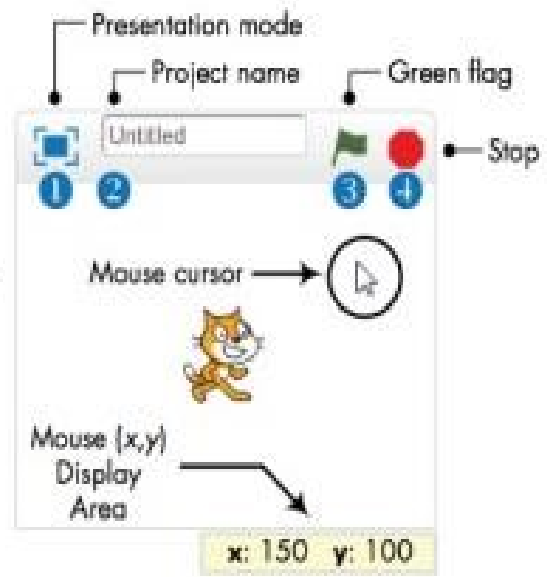 Presentation mode
Project name
Green flag
Untitled
Stop
1 2 3 4
Mouse cursor
Mouse (x,y)
Display
Area
x: 150 y: 100